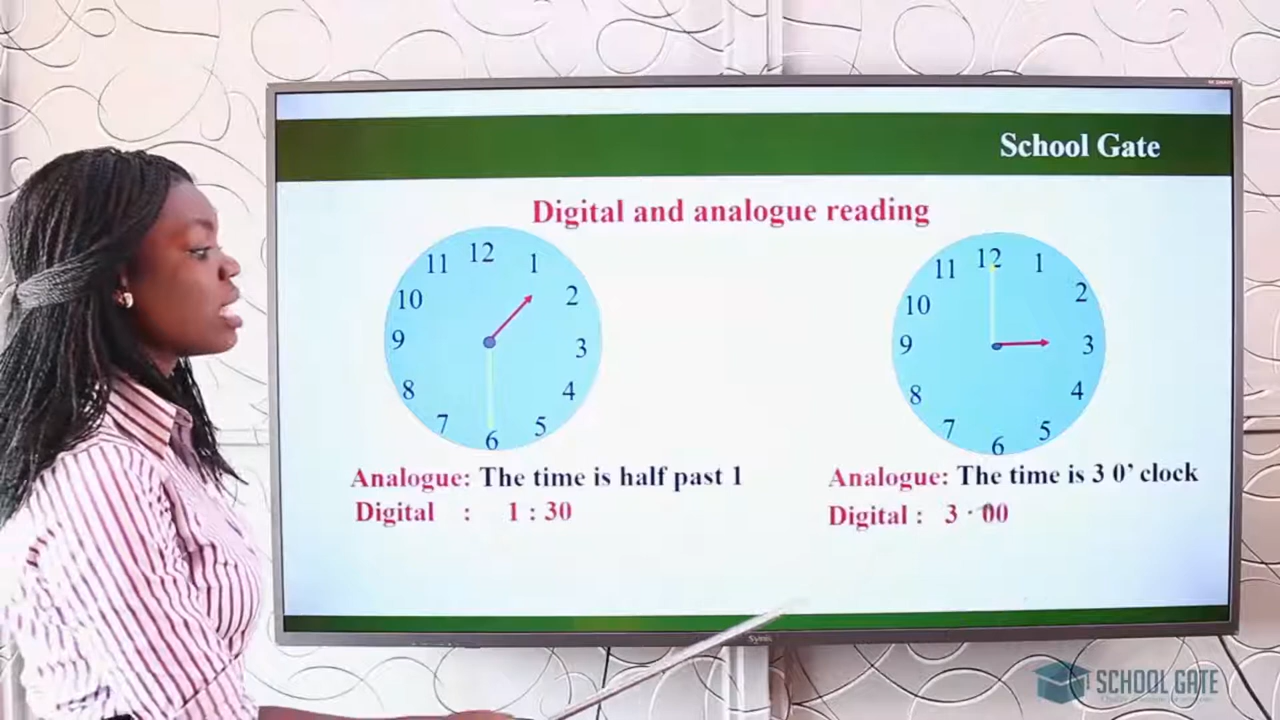 School Gate
Digital and analogue reading
12
11 1
10 2
9 3
8 4
7 5
6
12
11 1
10 2
9 3
8 4
7 5
6
Analogue: The time is half past 1
Digital : 1 : 30
Analogue: The time is 3 0’ clock
Digital : 3 · 00
SCHOOL GATE